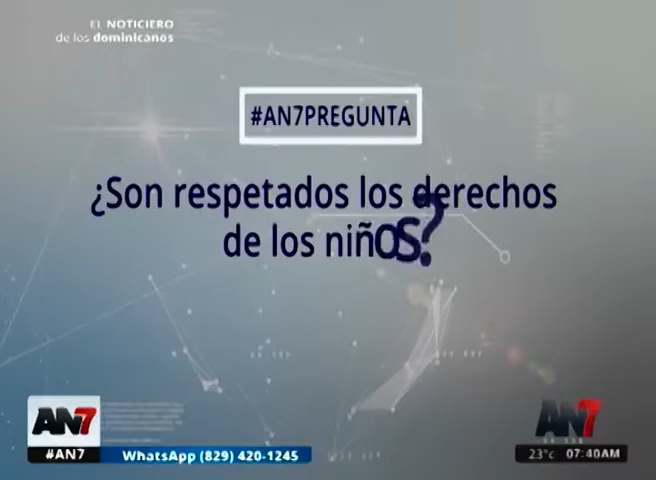 EL NOTICIERO
de los dominicanos
#AN7PREGUNTA
¿Son respetados los derechos
de los niños?
AN7
#AN7
WhatsApp (829) 420-1245
AN7
23°c 07:40AM